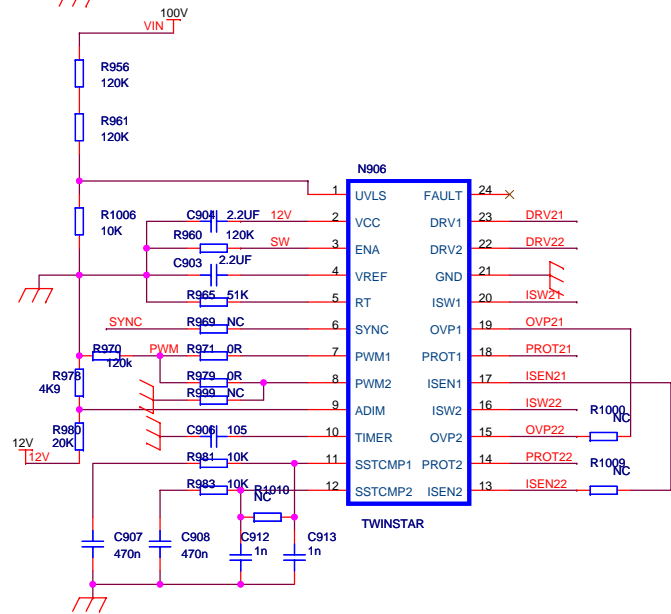 100V
VIN
R956
120K
R961
120K
N906
1 UVLS FAULT 24
R1006
10K
C904 2.2UF 12V 2 VCC DRV1 23 DRV21
R960 120K SW 3 ENA DRV2 22 DRV22
C903 2.2UF 4 VREF GND 21
R965 51K 5 RT ISW1 20 ISW21
SYNC R969 NC 6 SYNC OVP1 19 OVP21
R970 120k PWM R971 0R 7 PWM1 PROT1 18 PROT21
R978
4K9
R979 0R 8 PWM2 ISEN1 17 ISEN21
R999 NC
9 ADIM ISW2 16 ISW22
R1000
NC
12V
12V
R980
20K
C906 105 10 TIMER OVP2 15 OVP22
R981 10K 11 SSTCMP1 PROT2 14 PROT22
R1009
NC
R983 10K 12 SSTCMP2 ISEN2 13 ISEN22
R1010
NC
TWINSTAR
C907
470n
C908
470n
C912
1n
C913
1n